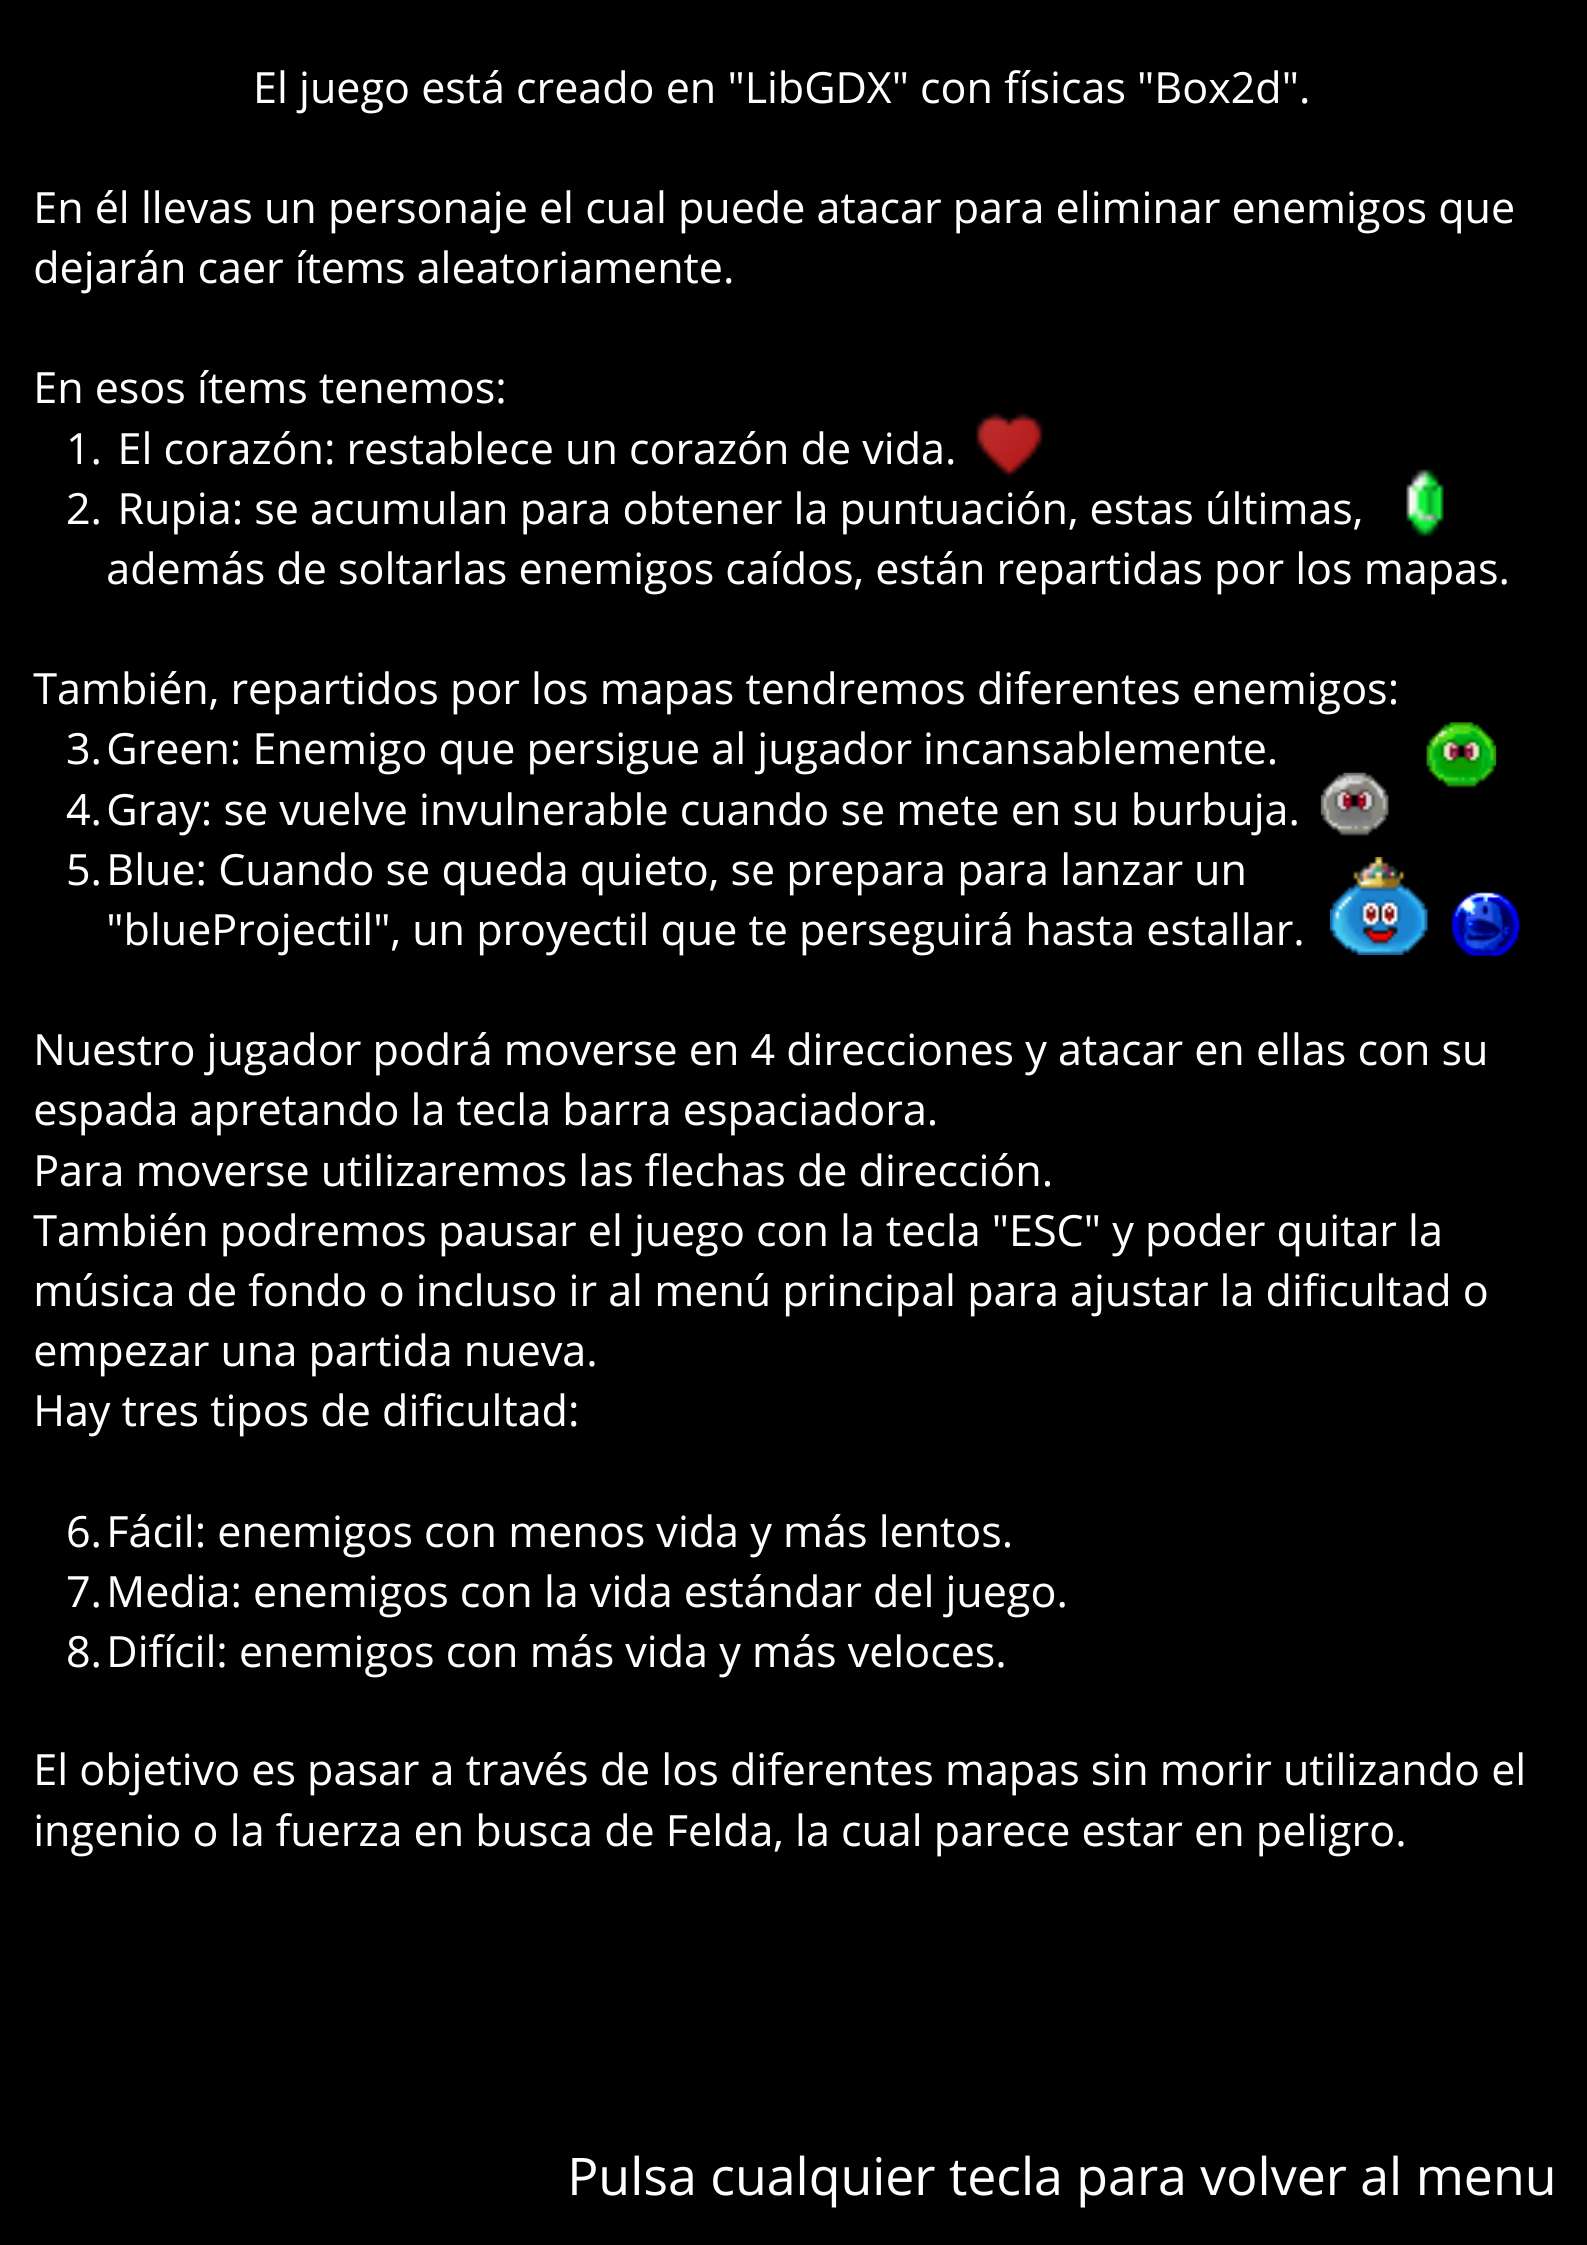 El juego está creado en "LibGDX" con físicas "Box2d".
En él llevas un personaje el cual puede atacar para eliminar enemigos que
dejarán caer ítems aleatoriamente.
En esos ítems tenemos:
1. El corazón: restablece un corazón de vida.
2. Rupia: se acumulan para obtener la puntuación, estas últimas,
además de soltarlas enemigos caídos, están repartidas por los mapas.
También, repartidos por los mapas tendremos diferentes enemigos:
3. Green: Enemigo que persigue al jugador incansablemente.
4. Gray: se vuelve invulnerable cuando se mete en su burbuja.
5. Blue: Cuando se queda quieto, se prepara para lanzar un
"blueProjectil", un proyectil que te perseguirá hasta estallar.
Nuestro jugador podrá moverse en 4 direcciones y atacar en ellas con su
espada apretando la tecla barra espaciadora.
Para moverse utilizaremos las flechas de dirección.
También podremos pausar el juego con la tecla "ESC" y poder quitar la
música de fondo o incluso ir al menú principal para ajustar la dificultad o
empezar una partida nueva.
Hay tres tipos de dificultad:
6. Fácil: enemigos con menos vida y más lentos.
7. Media: enemigos con la vida estándar del juego.
8. Difícil: enemigos con más vida y más veloces.
El objetivo es pasar a través de los diferentes mapas sin morir utilizando el
ingenio o la fuerza en busca de Felda, la cual parece estar en peligro.
Pulsa cualquier tecla para volver al menu